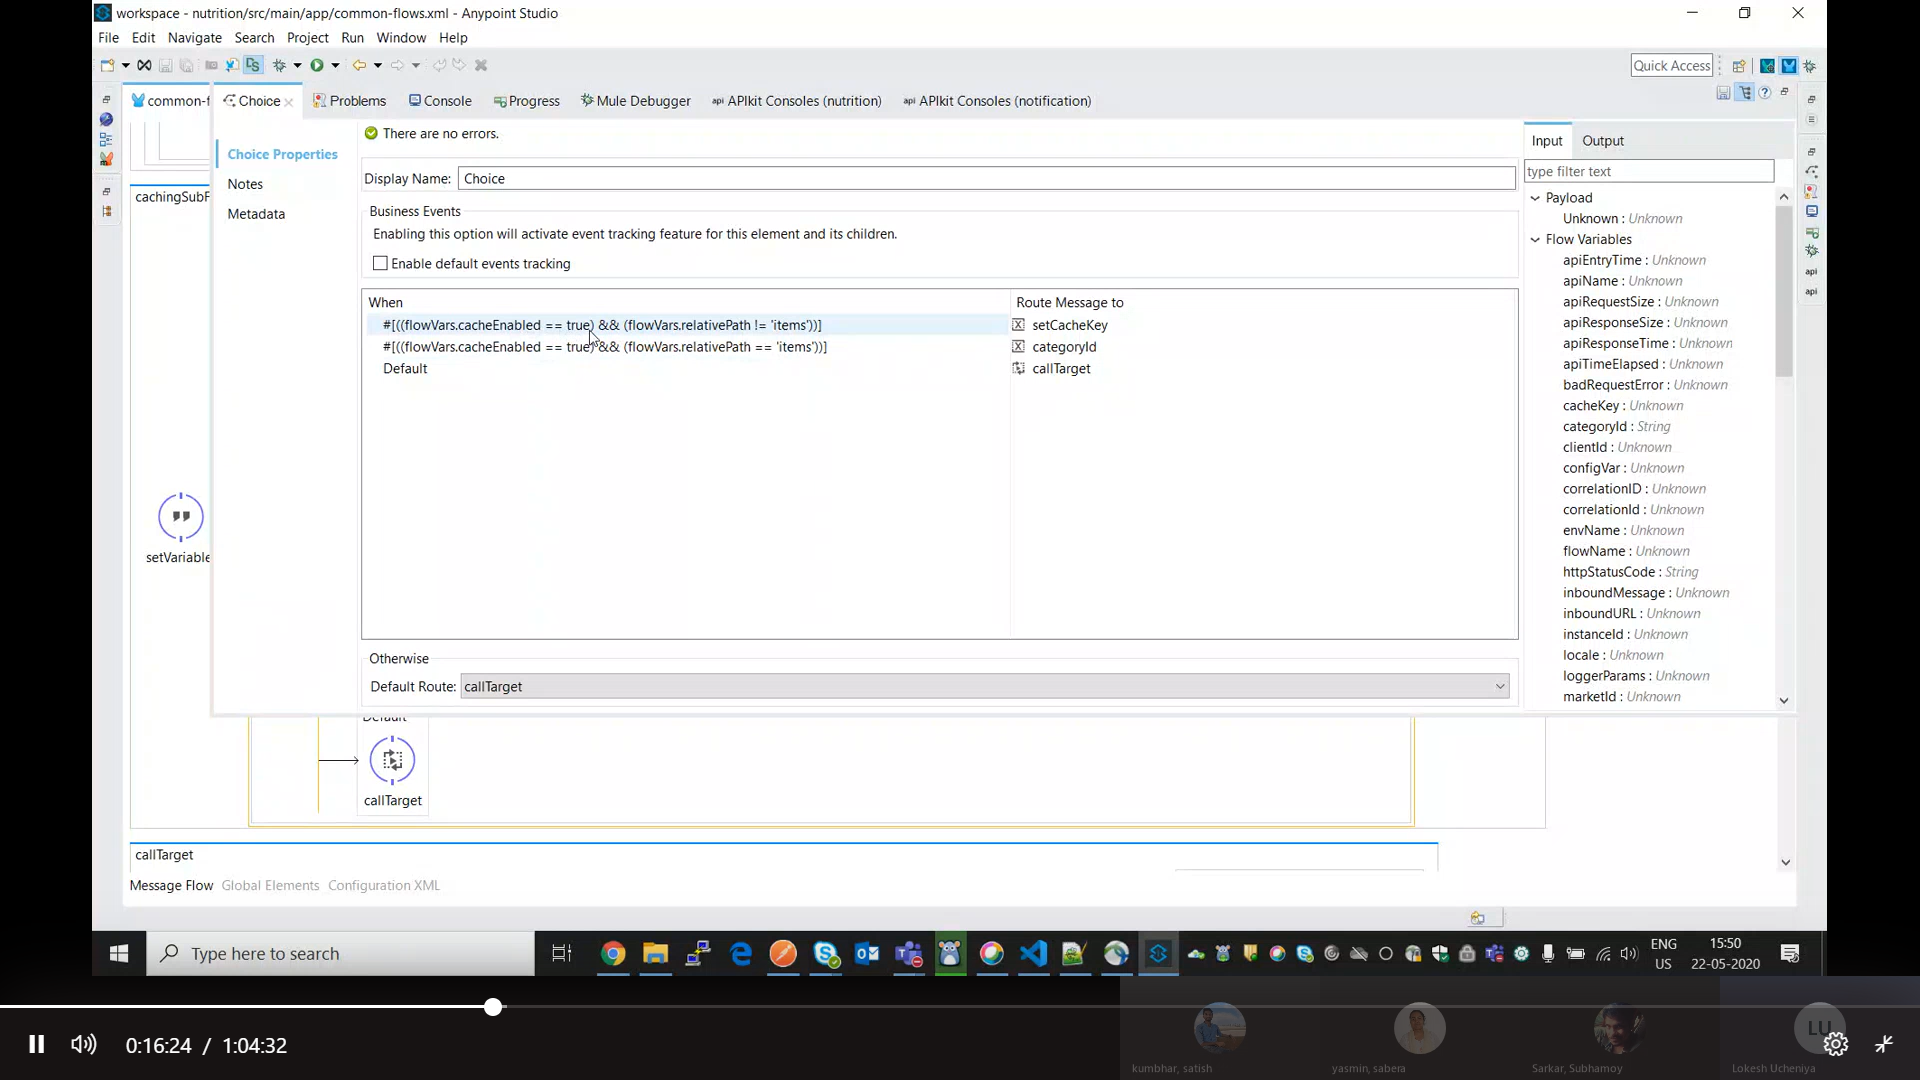 workspace - nutrition/src/main/app/common-flows.xml - Anypoint Studio
File Edit Navigate Search Project Run Window Help
Quick Access
common-f
Choice
Problems
Console
Progress
Mule Debugger
api APIkit Consoles (nutrition)
api APIkit Consoles (notification)
There are no errors.
Choice Properties
Notes
Metadata
Display Name: Choice
Business Events
Enabling this option will activate event tracking feature for this element and its children.
Enable default events tracking
When
Route Message to
#[((flowVars.cacheEnabled == true) && (flowVars.relativePath != 'items'))]
setCacheKey
#[((flowVars.cacheEnabled == true) && (flowVars.relativePath == 'items'))]
categoryId
Default
callTarget
Otherwise
Default Route: callTarget
Input
Output
type filter text
Payload
Unknown : Unknown
Flow Variables
apiEntryTime : Unknown
apiName : Unknown
apiRequestSize : Unknown
apiResponseSize : Unknown
apiResponseTime : Unknown
apiTimeElapsed : Unknown
badRequestError : Unknown
cacheKey : Unknown
categoryId : String
clientId : Unknown
configVar : Unknown
correlationID : Unknown
correlationId : Unknown
envName : Unknown
flowName : Unknown
httpStatusCode : String
inboundMessage : Unknown
inboundURL : Unknown
instanceId : Unknown
locale : Unknown
loggerParams : Unknown
marketId : Unknown
api
api
cachingSubF
setVariable
Default
callTarget
callTarget
Message Flow Global Elements Configuration XML
Type here to search
ENG
US
15:50
22-05-2020
0:16:24 / 1:04:32
kumbhar, satish
yasmin, sabera
Sarkar, Subhamoy
LU
Lokesh Ucheniya